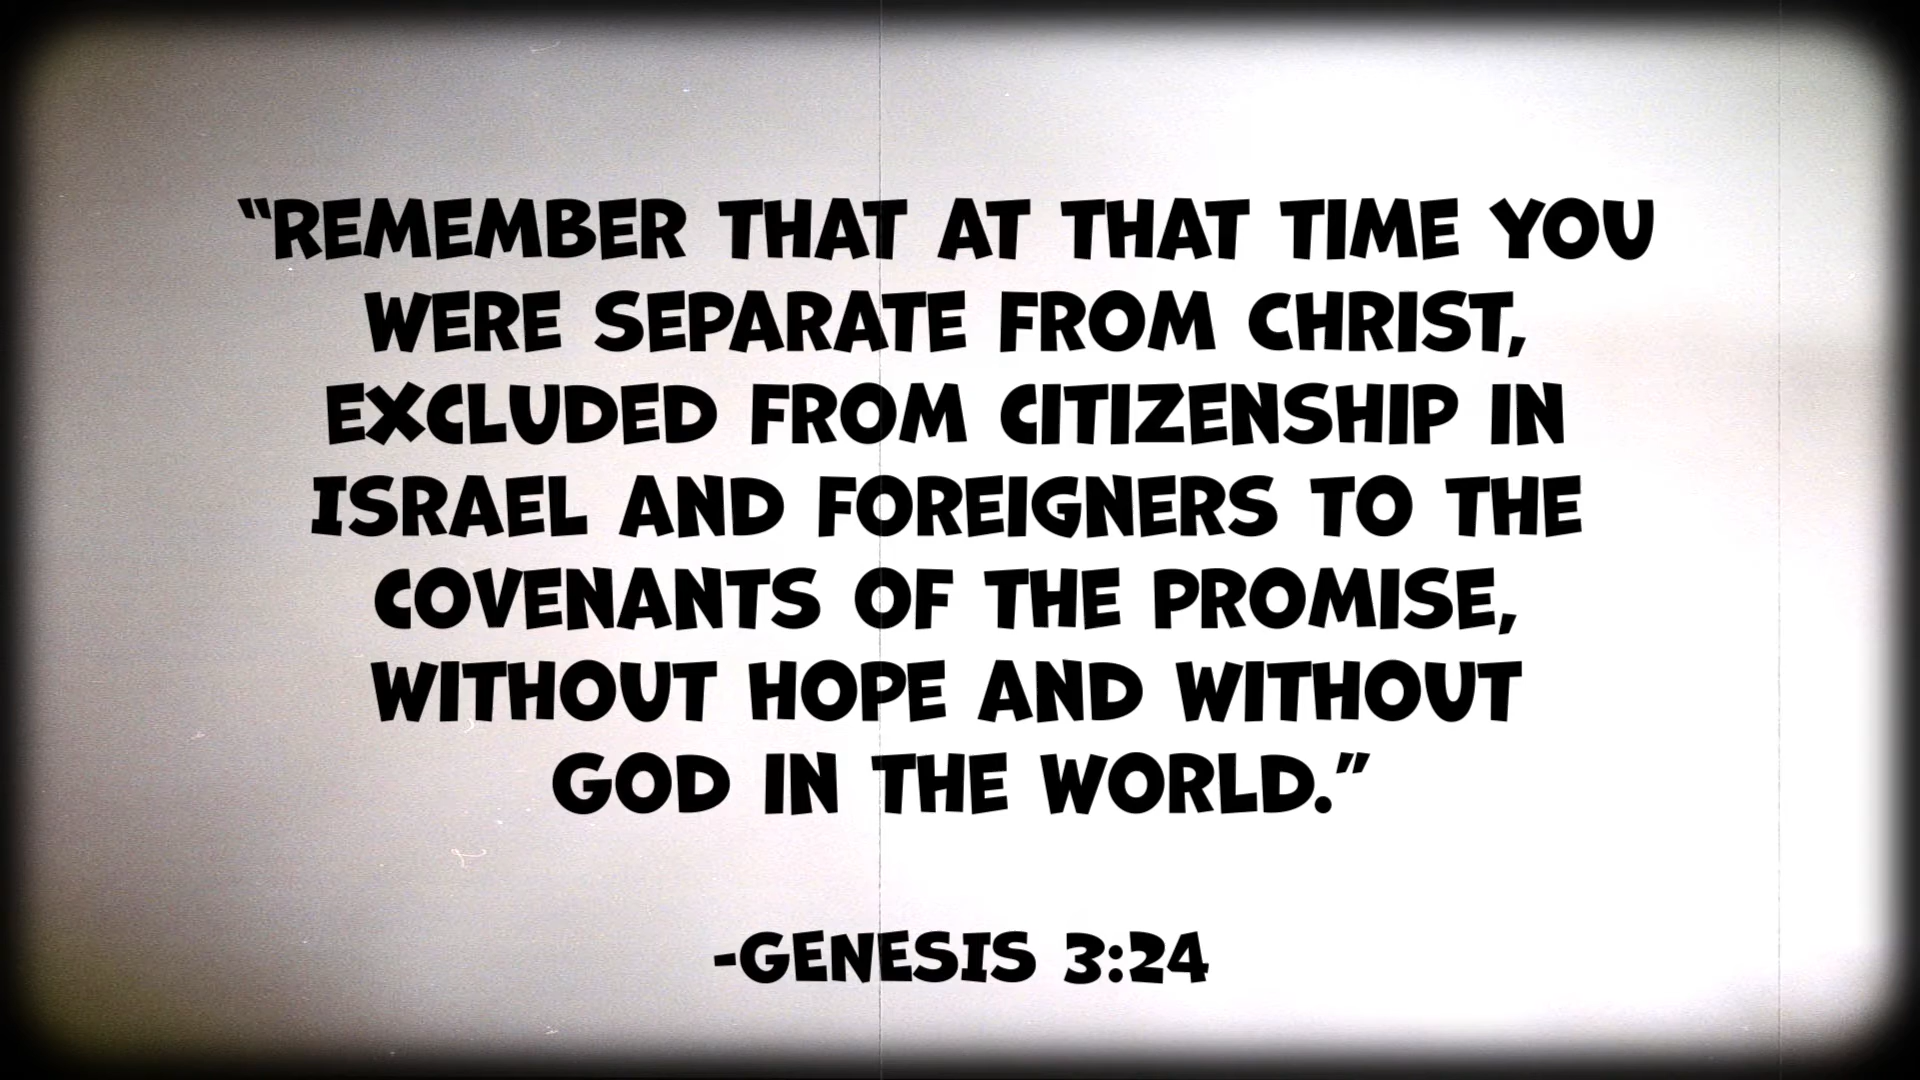 “REMEMBER THAT AT THAT TIME YOU
WERE SEPARATE FROM CHRIST,
EXCLUDED FROM CITIZENSHIP IN
ISRAEL AND FOREIGNERS TO THE
COVENANTS OF THE PROMISE,
WITHOUT HOPE AND WITHOUT
GOD IN THE WORLD.”
-GENESIS 3:24